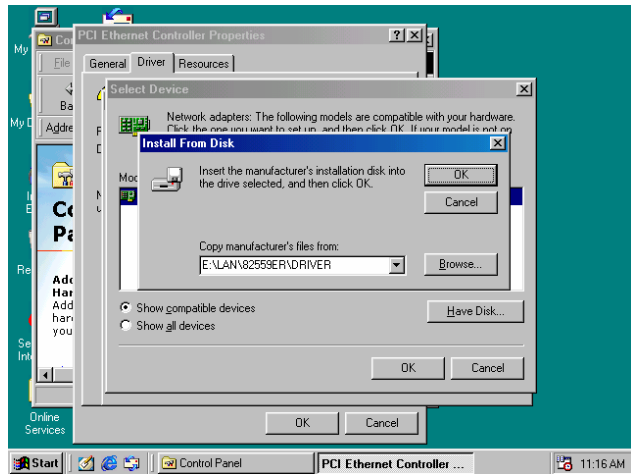 My
PCI Ethernet Controller Properties
File
General Driver Resources
Ba
Select Device
My
Addre
Network adapters: The following models are compatible with your hardware.
Click the one you want to set up, and then click OK. If your model is not on
Install From Disk
Insert the manufacturer's installation disk into
the drive selected, and then click OK.
OK
Cancel
Copy manufacturer's files from:
E:\LAN\82559ER\DRIVER
Browse...
Add
Har
Add
har
you
Show compatible devices
Show all devices
Have Disk...
OK Cancel
Online
Services
OK Cancel
Start
Control Panel
PCI Ethernet Controller ...
11:16 AM